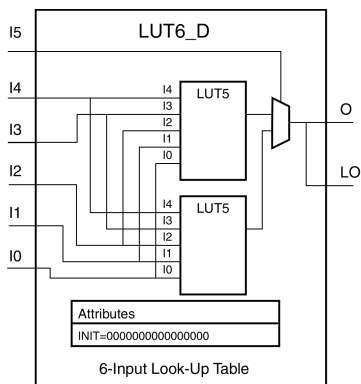 I5
LUT6_D
I4
I3
I2
I1
I0
I4
I3
I2
I1
I0
LUT5
I4
I3
I2
I1
I0
LUT5
O
LO
Attributes
INIT=0000000000000000
6-Input Look-Up Table